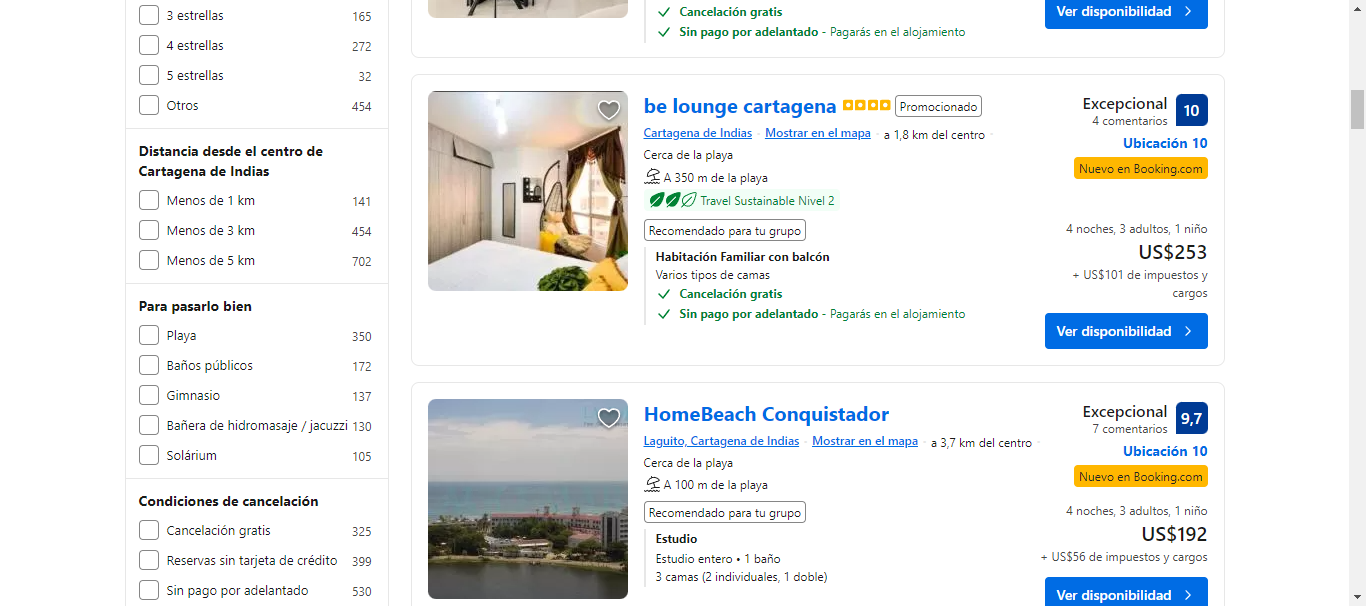 3 estrellas 165
4 estrellas 272
5 estrellas 32
Otros 454
Distancia desde el centro de
Cartagena de Indias
Menos de 1 km 141
Menos de 3 km 454
Menos de 5 km 702
Para pasarlo bien
Playa 350
Baños públicos 172
Gimnasio 137
Bañera de hidromasaje / jacuzzi 130
Solárium 105
Condiciones de cancelación
Cancelación gratis 325
Reservas sin tarjeta de crédito 399
Sin pago por adelantado 530
Cancelación gratis
Sin pago por adelantado - Pagarás en el alojamiento
Ver disponibilidad
be lounge cartagena Promocionado
Cartagena de Indias · Mostrar en el mapa · a 1,8 km del centro ·
Cerca de la playa
A 350 m de la playa
Travel Sustainable Nivel 2
Recomendado para tu grupo
Habitación Familiar con balcón
Varios tipos de camas
Cancelación gratis
Sin pago por adelantado - Pagarás en el alojamiento
Excepcional 10
4 comentarios
Ubicación 10
Nuevo en Booking.com
4 noches, 3 adultos, 1 niño
US$253
+ US$101 de impuestos y
cargos
Ver disponibilidad
HomeBeach Conquistador
Laguito, Cartagena de Indias · Mostrar en el mapa · a 3,7 km del centro ·
Cerca de la playa
A 100 m de la playa
Recomendado para tu grupo
Estudio
Estudio entero • 1 baño
3 camas (2 individuales, 1 doble)
Excepcional 9,7
7 comentarios
Ubicación 10
Nuevo en Booking.com
4 noches, 3 adultos, 1 niño
US$192
+ US$56 de impuestos y cargos
Ver disponibilidad